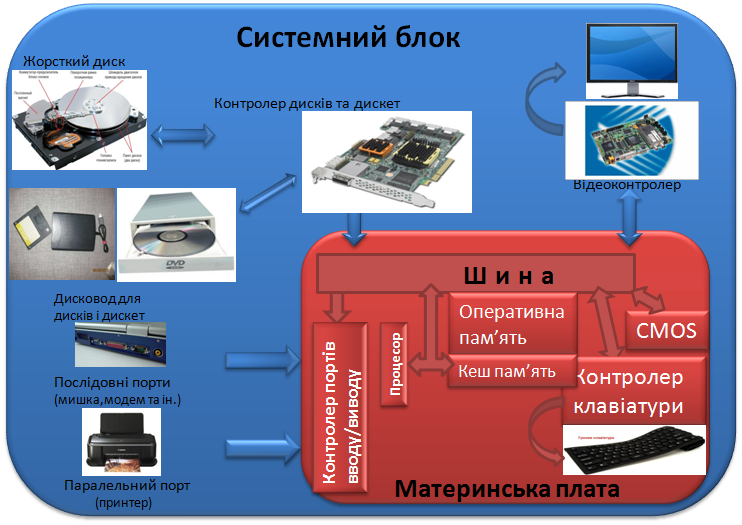 Системний блок
Жорсткий диск
Контролер дисків та дискет
Відеоконтролер
DVD
Дисковод для
дисків і дискет
Послідовні порти
(мишка,модем та ін.)
Паралельний порт
(принтер)
Шина
Оперативна
пам’ять
Кеш пам’ять
Процесор
Контролер портів
вводу/виводу
CMOS
Контролер
клавіатури
Материнська плата